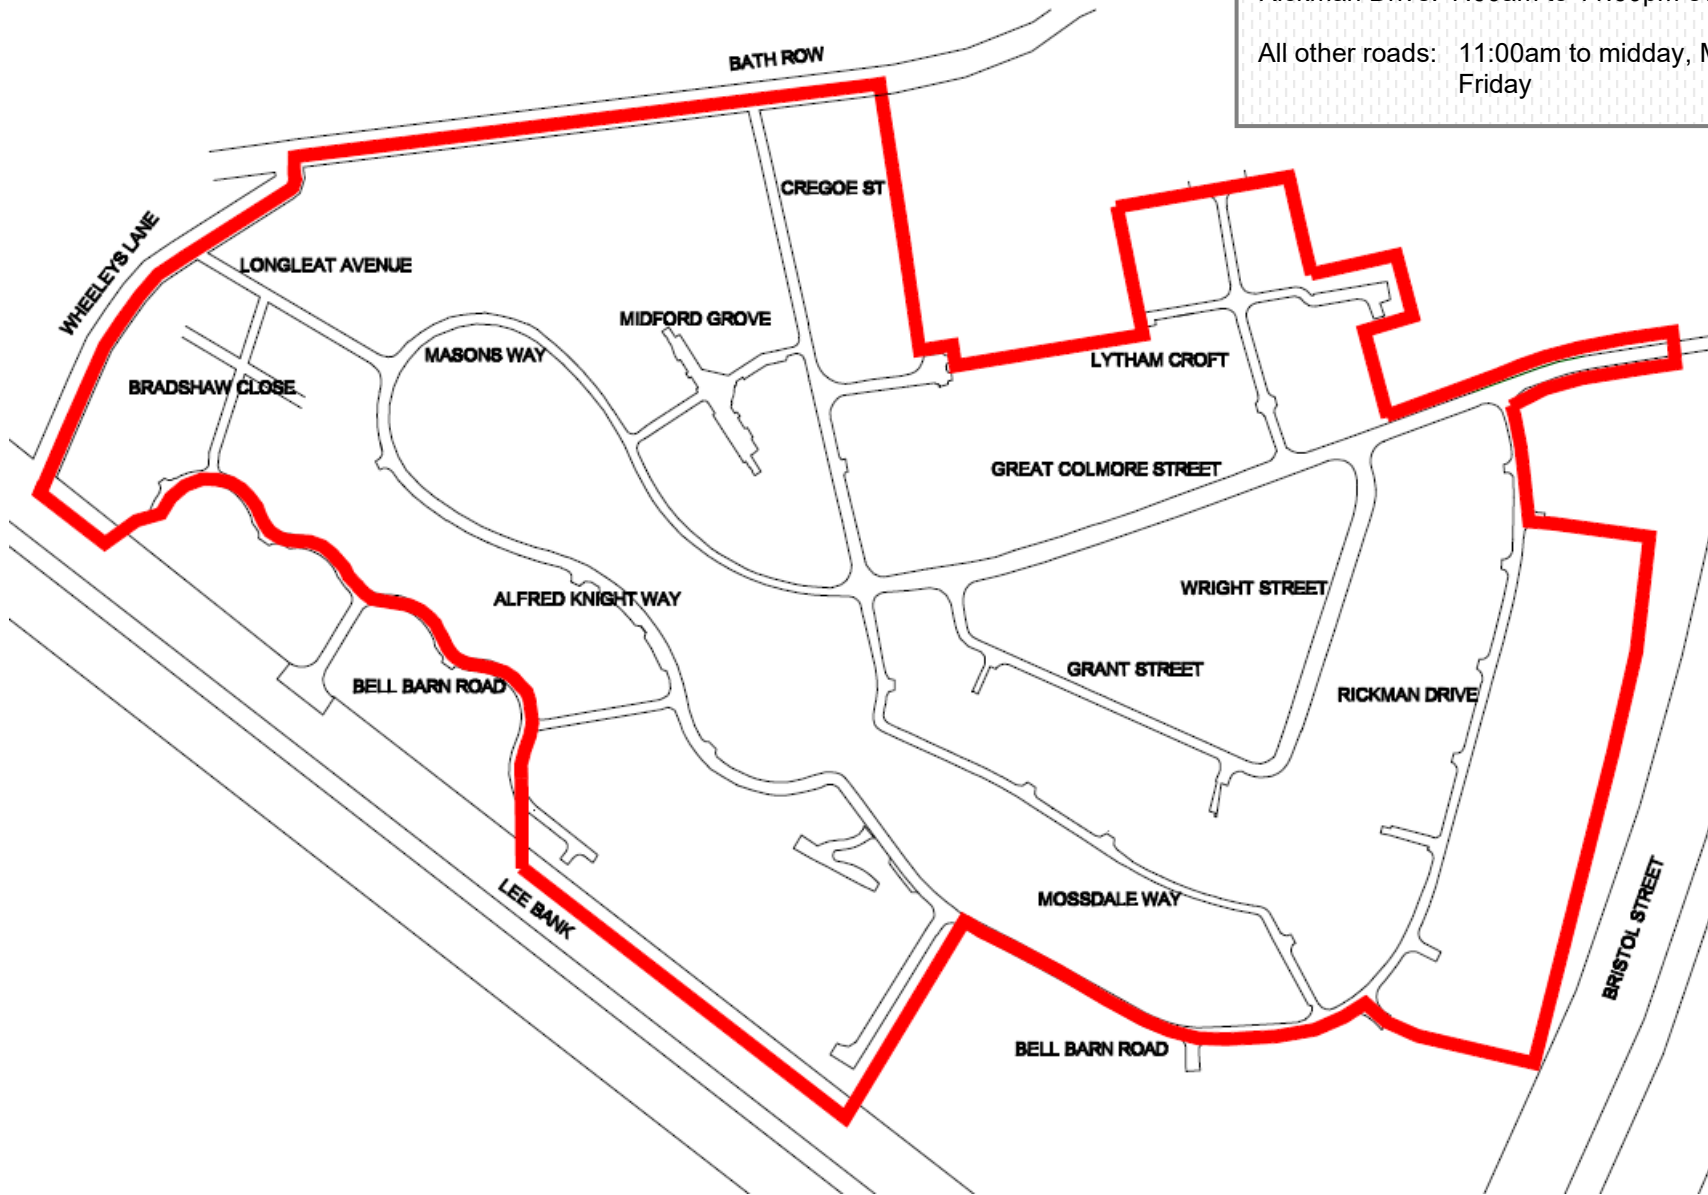 All other roads: 11:00am to midday,
Friday
BATH ROW
CREGOE ST
WHEELEYS LANE
LONGLEAT AVENUE
MIDFORD GROVE
MASONS WAY
LYTHAM CROFT
BRADSHAW CLOSE
GREAT COLMORE STREET
WRIGHT STREET
ALFRED KNIGHT WAY
GRANT STREET
BELL BARN ROAD
RICKMAN DRIVE
MOSSDALE WAY
LEE BANK
BRISTOL STREET
BELL BARN ROAD